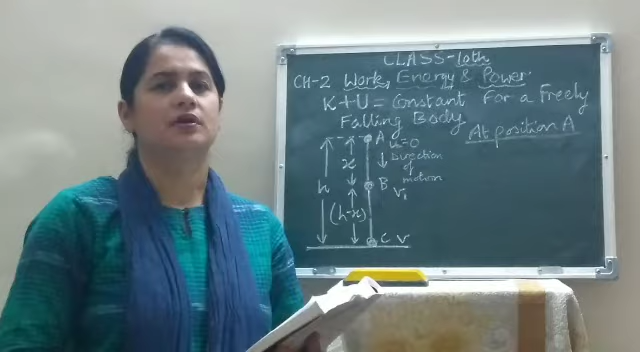 CLASS-10th
CH-2 Work, Energy & Power
K+U = Constant For a Freely
Falling Body
At position A
A u=0
Direction
of
motion
x
B
V₁
h
(h-x)
C V